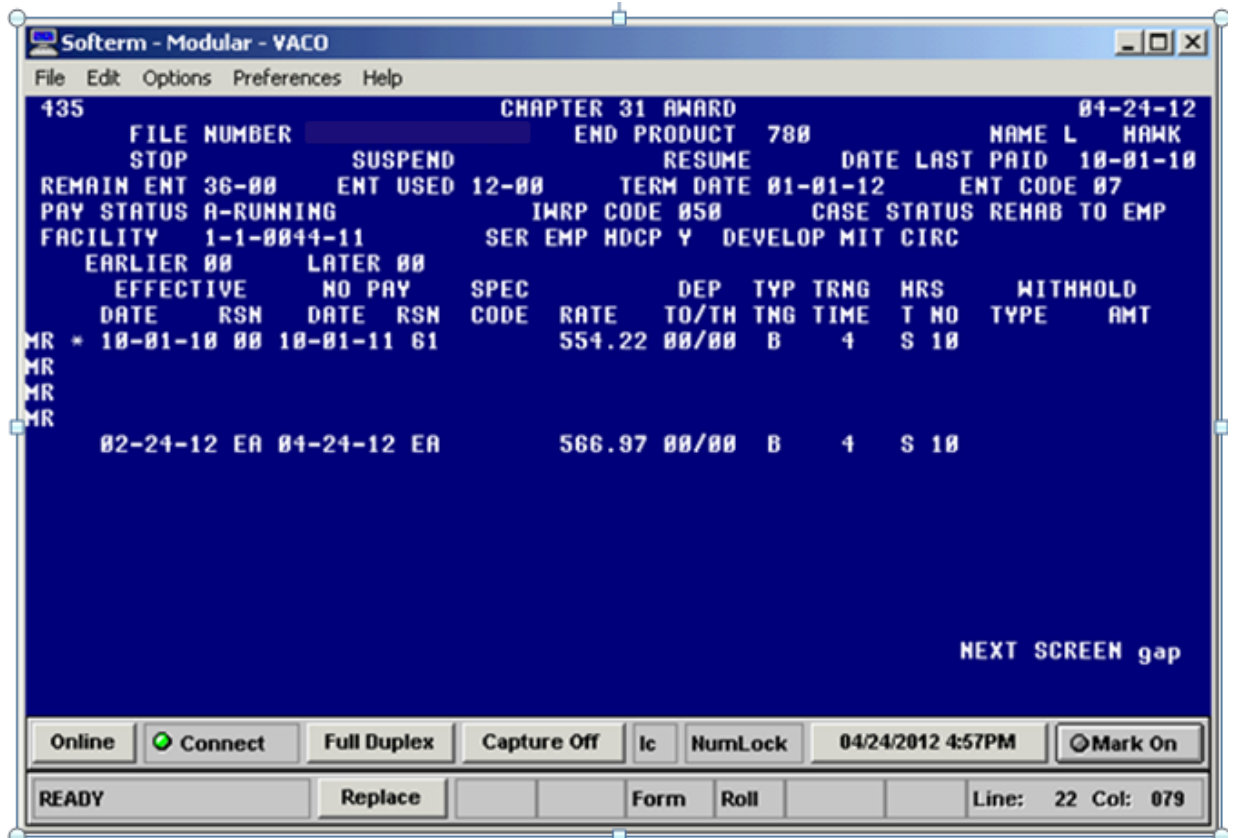 Softerm - Modular - VACO
File Edit Options Preferences Help
435 CHAPTER 31 AWARD 04-24-12
FILE NUMBER END PRODUCT 780 NAME L HAWK
STOP SUSPEND RESUME DATE LAST PAID 10-01-10
REMAIN ENT 36-00 ENT USED 12-00 TERM DATE 01-01-12 ENT CODE 07
PAY STATUS A-RUNNING IWRP CODE 050 CASE STATUS REHAB TO EMP
FACILITY 1-1-0044-11 SER EMP HDCP Y DEVELOP MIT CIRC
EARLIER 00 LATER 00
EFFECTIVE NO PAY SPEC DEP TYP TRNG HRS WITHHOLD
DATE RSN DATE RSN CODE RATE TO/TH TNG TIME T NO TYPE AMT
MR * 10-01-10 00 10-01-11 61 554.22 00/00 B 4 S 10
MR
MR
MR
02-24-12 EA 04-24-12 EA 566.97 00/00 B 4 S 10
NEXT SCREEN gap
Online Connect Full Duplex Capture Off lc NumLock 04/24/2012 4:57PM Mark On
READY Replace Form Roll Line: 22 Col: 079